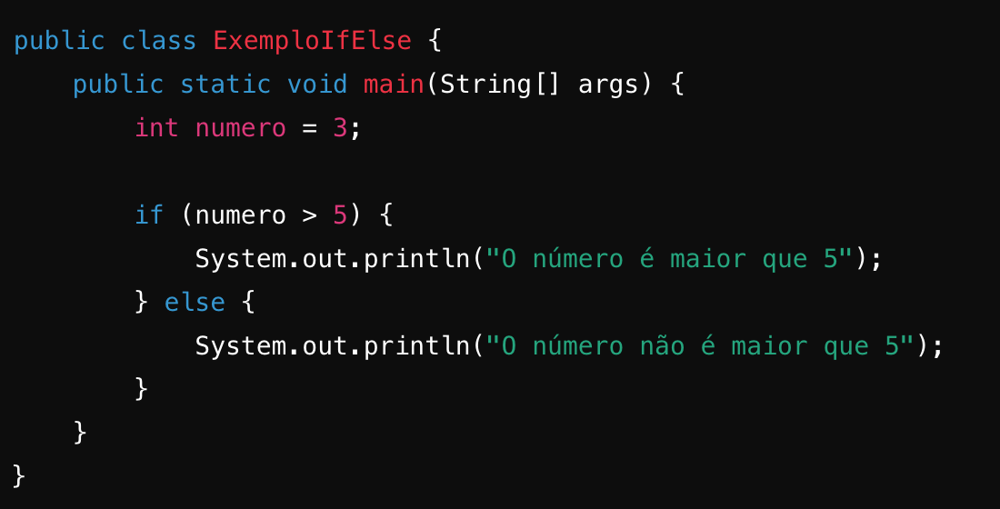 public class ExemploIfElse {
    public static void main(String[] args) {
        int numero = 3;

        if (numero > 5) {
            System.out.println("O número é maior que 5");
        } else {
            System.out.println("O número não é maior que 5");
        }
    }
}